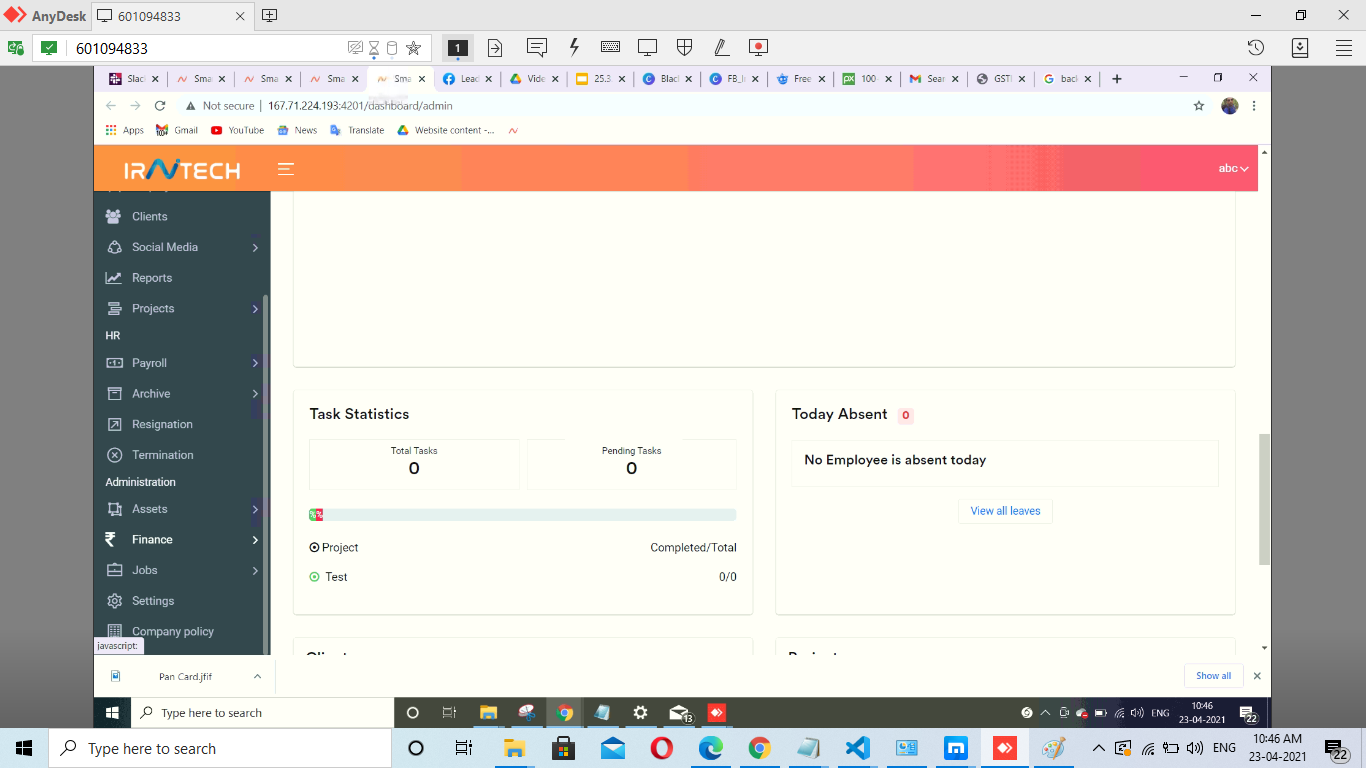 AnyDesk 601094833
601094833 1
Slac Sma Sma Sma Sma Lead Vide 25.3 Blac FB_Ir Free 100 Sear GSTI back
Not secure 167.71.224.193:4201/dashboard/admin
Apps Gmail YouTube News Translate Website content -...
IRAVTECH abc
Clients
Social Media
Reports
Projects
HR
Payroll
Archive
Resignation
Termination
Administration
Assets
Finance
Jobs
Settings
Company policy
javascript:
Task Statistics
Total Tasks
0
Pending Tasks
0
%%
Project Completed/Total
Test 0/0
Today Absent 0
No Employee is absent today
View all leaves
Pan Card.jfif Show all
Type here to search 13 ENG 10:46 23-04-2021 22
Type here to search ENG 10:46 AM 23-04-2021 22